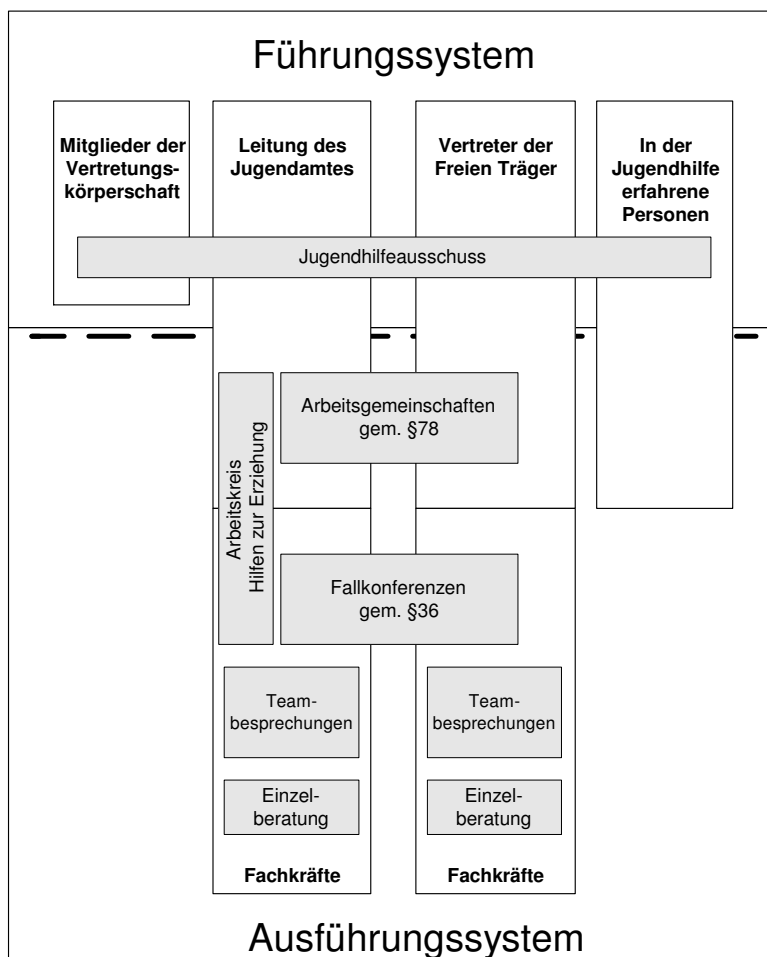 Führungssystem
Mitglieder der
Vertretungs-
körperschaft
Leitung des
Jugendamtes
Vertreter der
Freien Träger
In der
Jugendhilfe
erfahrene
Personen
Jugendhilfeausschuss
Arbeitskreis
Hilfen zur Erziehung
Arbeitsgemeinschaften
gem. §78
Fallkonferenzen
gem. §36
Team-
besprechungen
Team-
besprechungen
Einzel-
beratung
Einzel-
beratung
Fachkräfte
Fachkräfte
Ausführungssystem